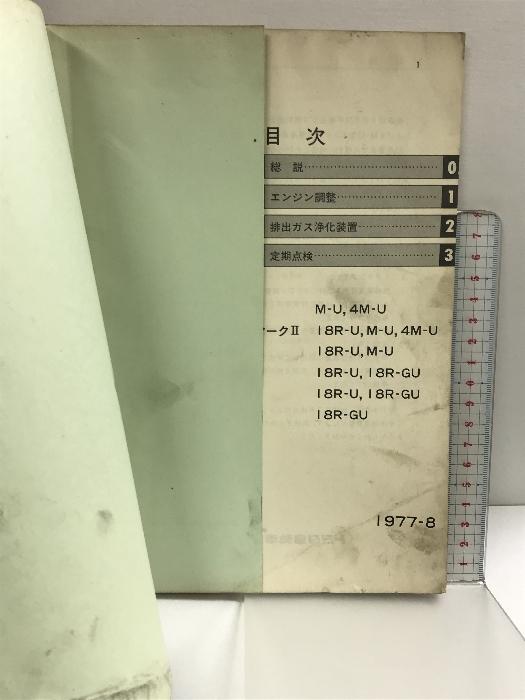 1
目 次
総 説 0
エンジン調整 1
排出ガス浄化装置 2
定期点検 3
M-U, 4M-U
ークII 18R-U, M-U, 4M-U
18R-U, M-U
18R-U, 18R-GU
18R-U, 18R-GU
18R-GU
1977-8